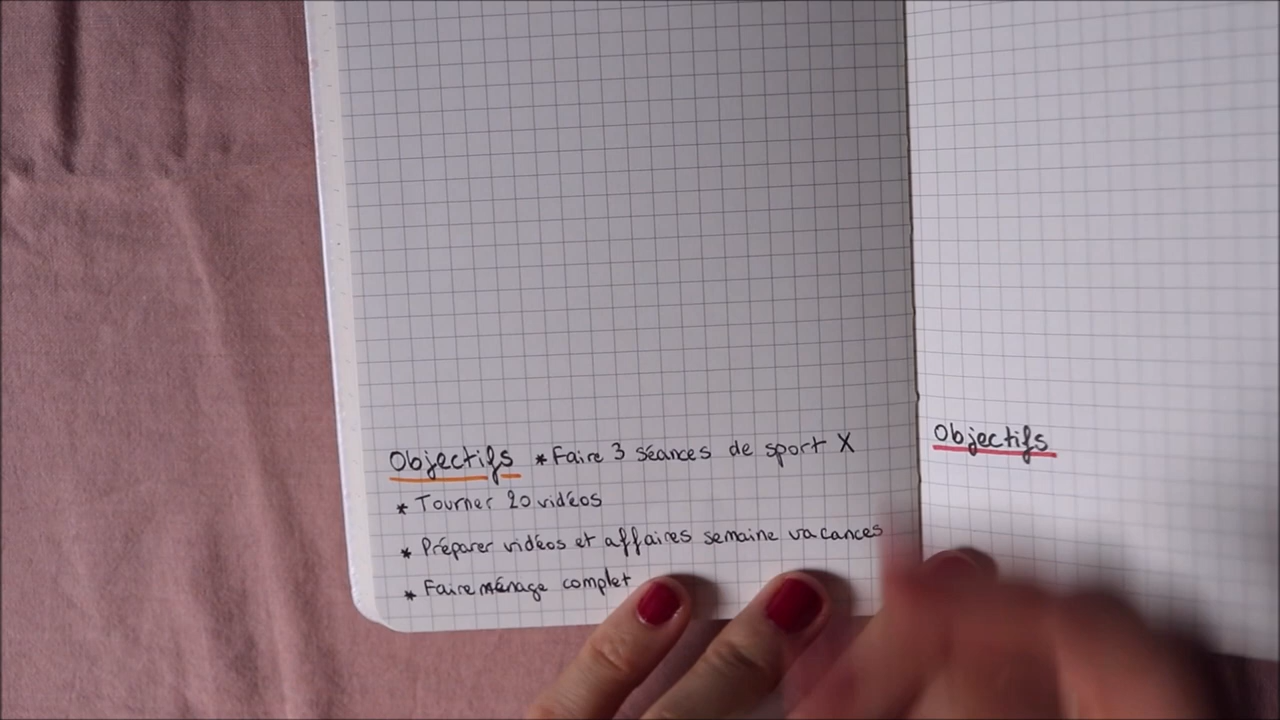 Objectifs * Faire 3 séances de sport X
* Tourner 20 vidéos
* Préparer vidéos et affaires semaine vacances
* Faire ménage complet
Objectifs